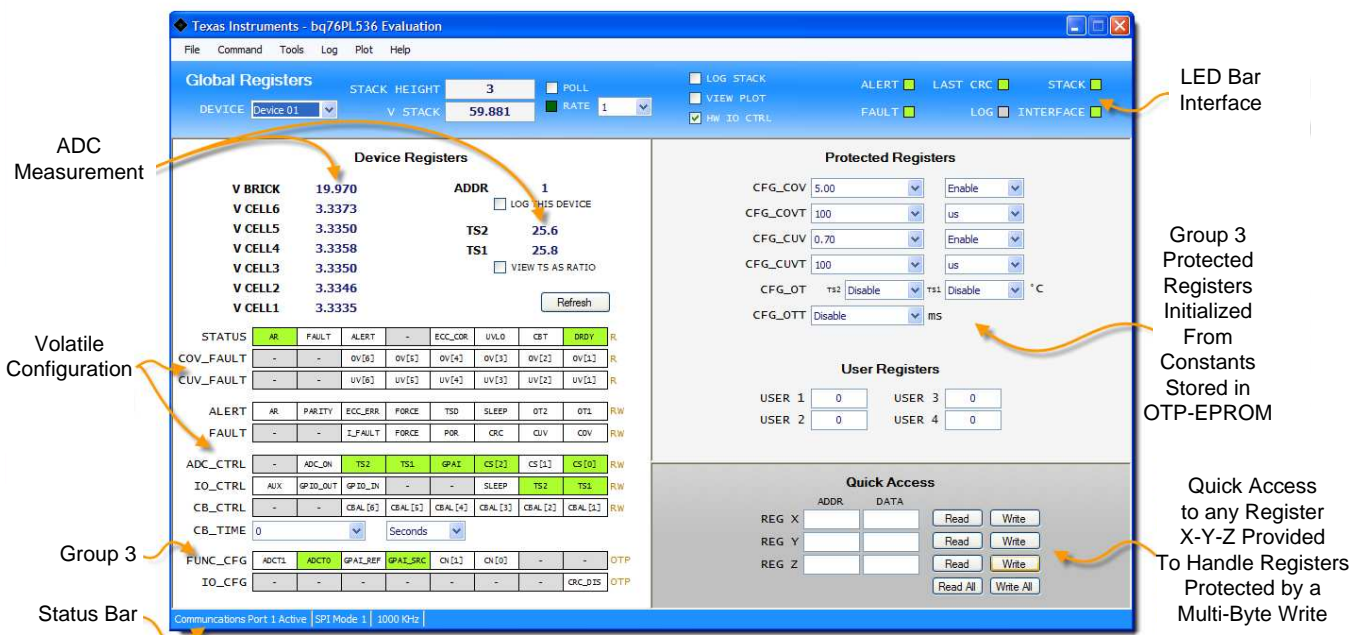 Texas Instruments - bq76PL536 Evaluation
File Command Tools Log Plot Help
Global Registers
DEVICE Device 01
STACK HEIGHT 3
V STACK 59.881
POLL
RATE 1
LOG STACK
VIEW PLOT
HW IO CTRL
ALERT LAST CRC STACK
FAULT LOG INTERFACE
LED Bar
Interface
ADC
Measurement
Device Registers
V BRICK 19.970
V CELL6 3.3373
V CELL5 3.3350
V CELL4 3.3358
V CELL3 3.3350
V CELL2 3.3346
V CELL1 3.3335
ADDR 1
LOG THIS DEVICE
TS2 25.6
TS1 25.8
VIEW TS AS RATIO
Refresh
Volatile
Configuration
STATUS AR FAULT ALERT - ECC_COR UVLO CBT DRDY R
COV_FAULT - - OV[6] OV[5] OV[4] OV[3] OV[2] OV[1] R
CUV_FAULT - - UV[6] UV[5] UV[4] UV[3] UV[2] UV[1] R
ALERT AR PARITY ECC_ERR FORCE TSD SLEEP OT2 OT1 RW
FAULT - - I_FAULT FORCE POR CRC CUV COV RW
ADC_CTRL - ADC_ON TS2 TS1 GPAI CS[2] CS[1] CS[0] RW
IO_CTRL AUX GPIO_OUT GPIO_IN - - SLEEP TS2 TS1 RW
CB_CTRL - - CBAL[6] CBAL[5] CBAL[4] CBAL[3] CBAL[2] CBAL[1] RW
CB_TIME 0 Seconds
Group 3
FUNC_CFG ADCT1 ADCT0 GPAI_REF GPAI_SRC CN[1] CN[0] - - OTP
IO_CFG - - - - - - - CRC_DIS OTP
Status Bar
Communcations Port 1 Active SPI Mode 1 1000 KHz
Protected Registers
CFG_COV 5.00 Enable
CFG_COVT 100 us
CFG_CUV 0.70 Enable
CFG_CUVT 100 us
CFG_OT TS2 Disable TS1 Disable °C
CFG_OTT Disable ms
Group 3
Protected
Registers
Initialized
From
Constants
Stored in
OTP-EPROM
User Registers
USER 1 0 USER 3 0
USER 2 0 USER 4 0
Quick Access
ADDR DATA
REG X Read Write
REG Y Read Write
REG Z Read Write
Read All Write All
Quick Access
to any Register
X-Y-Z Provided
To Handle Registers
Protected by a
Multi-Byte Write